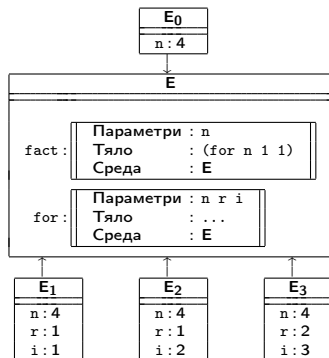 E0
n : 4
E
fact :
Параметри : n
Тяло : (for n 1 1)
Среда : E
for :
Параметри : n r i
Тяло : ...
Среда : E
E1 E2 E3
n : 4 n : 4 n : 4
r : 1 r : 1 r : 2
i : 1 i : 2 i : 3